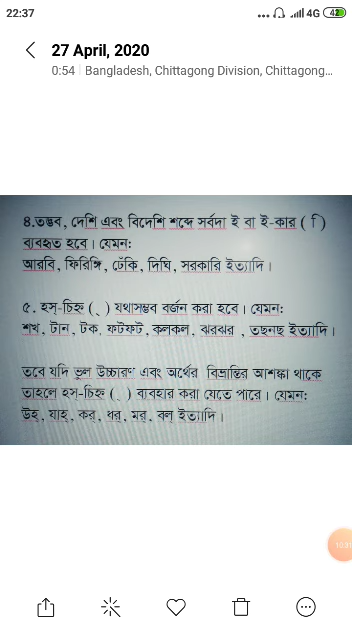 22:37
4G 42
27 April, 2020
0:54 Bangladesh, Chittagong Division, Chittagong...
৪.তদ্ভব, দেশি এবং বিদেশি শব্দে সর্বদা ই বা ই-কার ( ি )
ব্যবহৃত হবে। যেমন:
আরবি, ফিরিঙ্গি, ঢেঁকি, দিঘি, সরকারি ইত্যাদি।
৫. হস্-চিহ্ন ( ্ ) যথাসম্ভব বর্জন করা হবে। যেমন:
শখ, টান, টক, ফটফট, কলকল, ঝরঝর , তছনছ ইত্যাদি।
তবে যদি ভুল উচ্চারণ এবং অর্থের বিভ্রান্তির আশঙ্কা থাকে
তাহলে হস্-চিহ্ন ( ্ ) ব্যবহার করা যেতে পারে। যেমন:
উহ্, যাহ্, কর্, ধর্, মর্, বল্ ইত্যাদি।